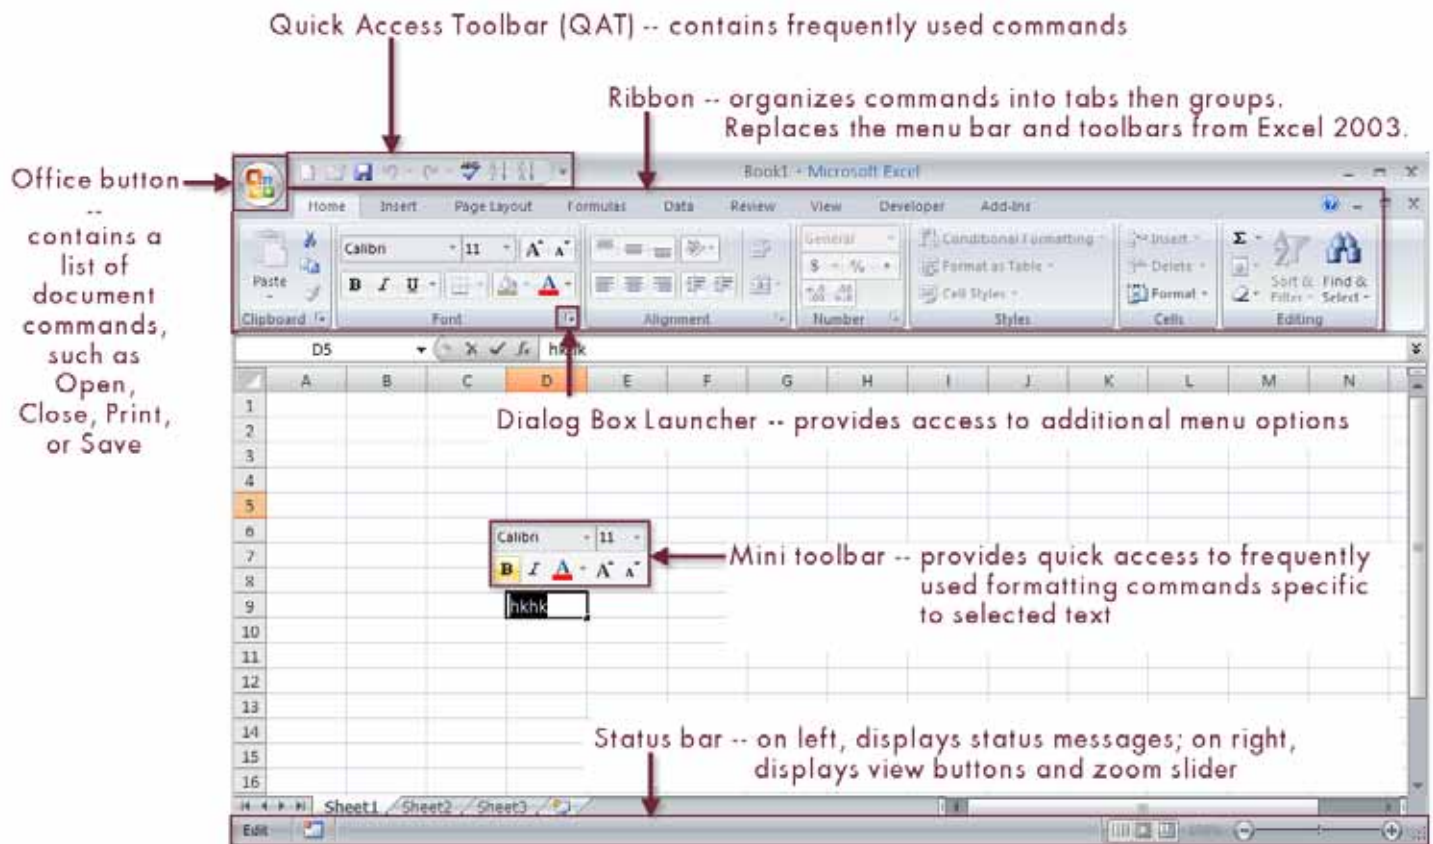 Quick Access Toolbar (QAT) -- contains frequently used commands
Ribbon -- organizes commands into tabs then groups.
Replaces the menu bar and toolbars from Excel 2003.
Office button
--
contains a
list of
document
commands,
such as
Open,
Close, Print,
or Save
Book1 - Microsoft Excel
Home Insert Page Layout Formulas Data Review View Developer Add-Ins
Calibri 11 General Conditional Formatting Insert Σ
$ % , Format as Table Delete
Paste B I U A Cell Styles Format Sort & Filter Find & Select
Clipboard Font Alignment Number Styles Cells Editing
D5 fx
A B C D E F G H I J K L M N
1
Dialog Box Launcher -- provides access to additional menu options
2
3
4
5
6
Calibri 11
7
Mini toolbar -- provides quick access to frequently
used formatting commands specific
to selected text
B I A A A
8
9
hkhk
10
11
12
13
14
Status bar -- on left, displays status messages; on right,
displays view buttons and zoom slider
15
16
Sheet1 Sheet2 Sheet3
Edit